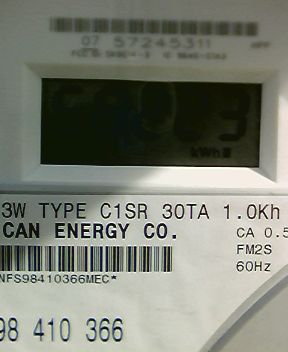 07 57245311
kWh
3W TYPE C1SR 30TA 1.0Kh
CAN ENERGY CO. CA 0.5
FM2S
60Hz
NFS98410366MEC*
98 410 366